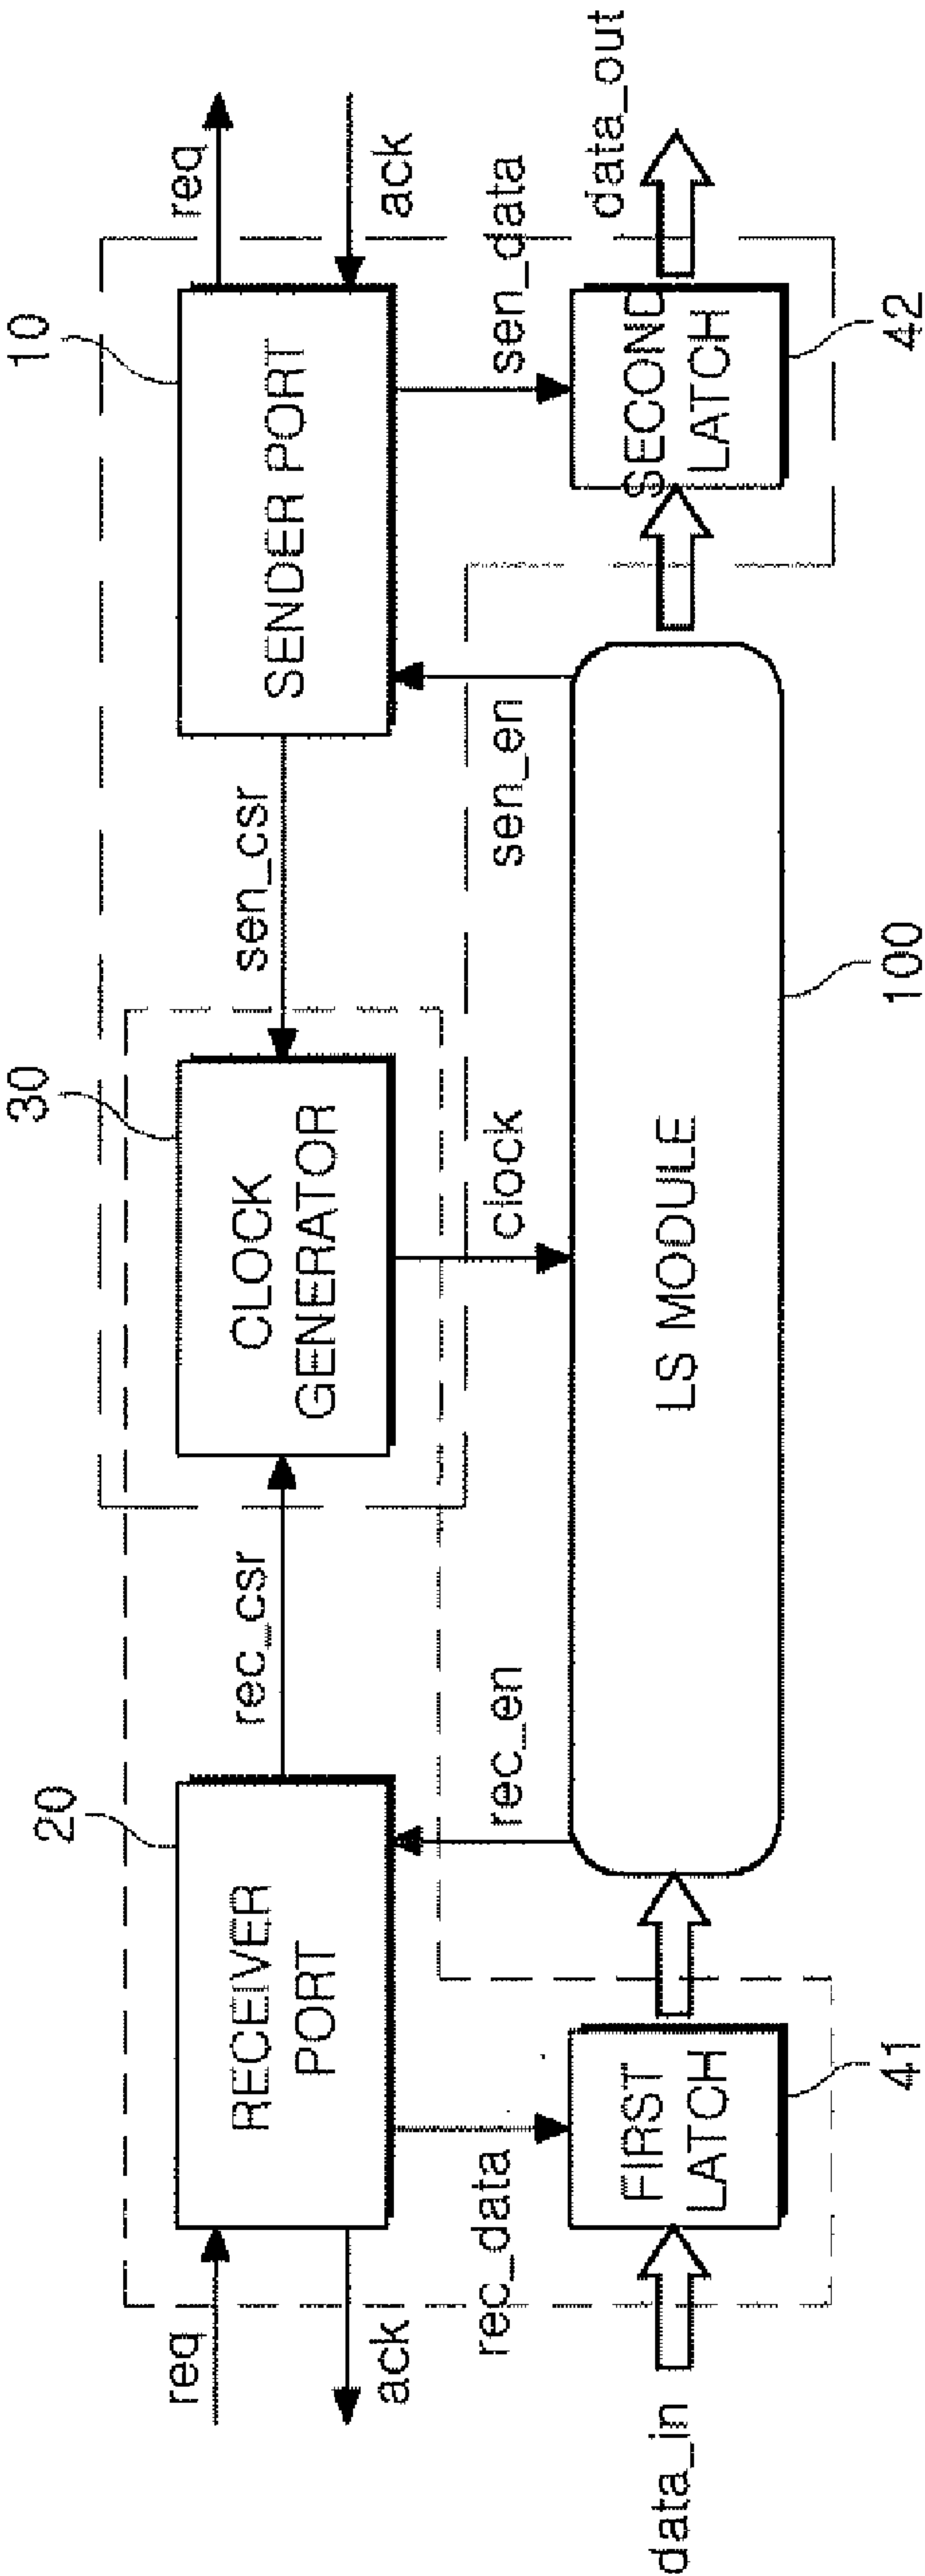 20
30
10
req
ack
RECEIVER
PORT
rec_csr
CLOCK
GENERATOR
sen_csr
SENDER PORT
req
ack
rec_data
rec_en
clock
sen_en
sen_data
data_in
FIRST
LATCH
LS MODULE
SECOND
LATCH
data_out
41
100
42